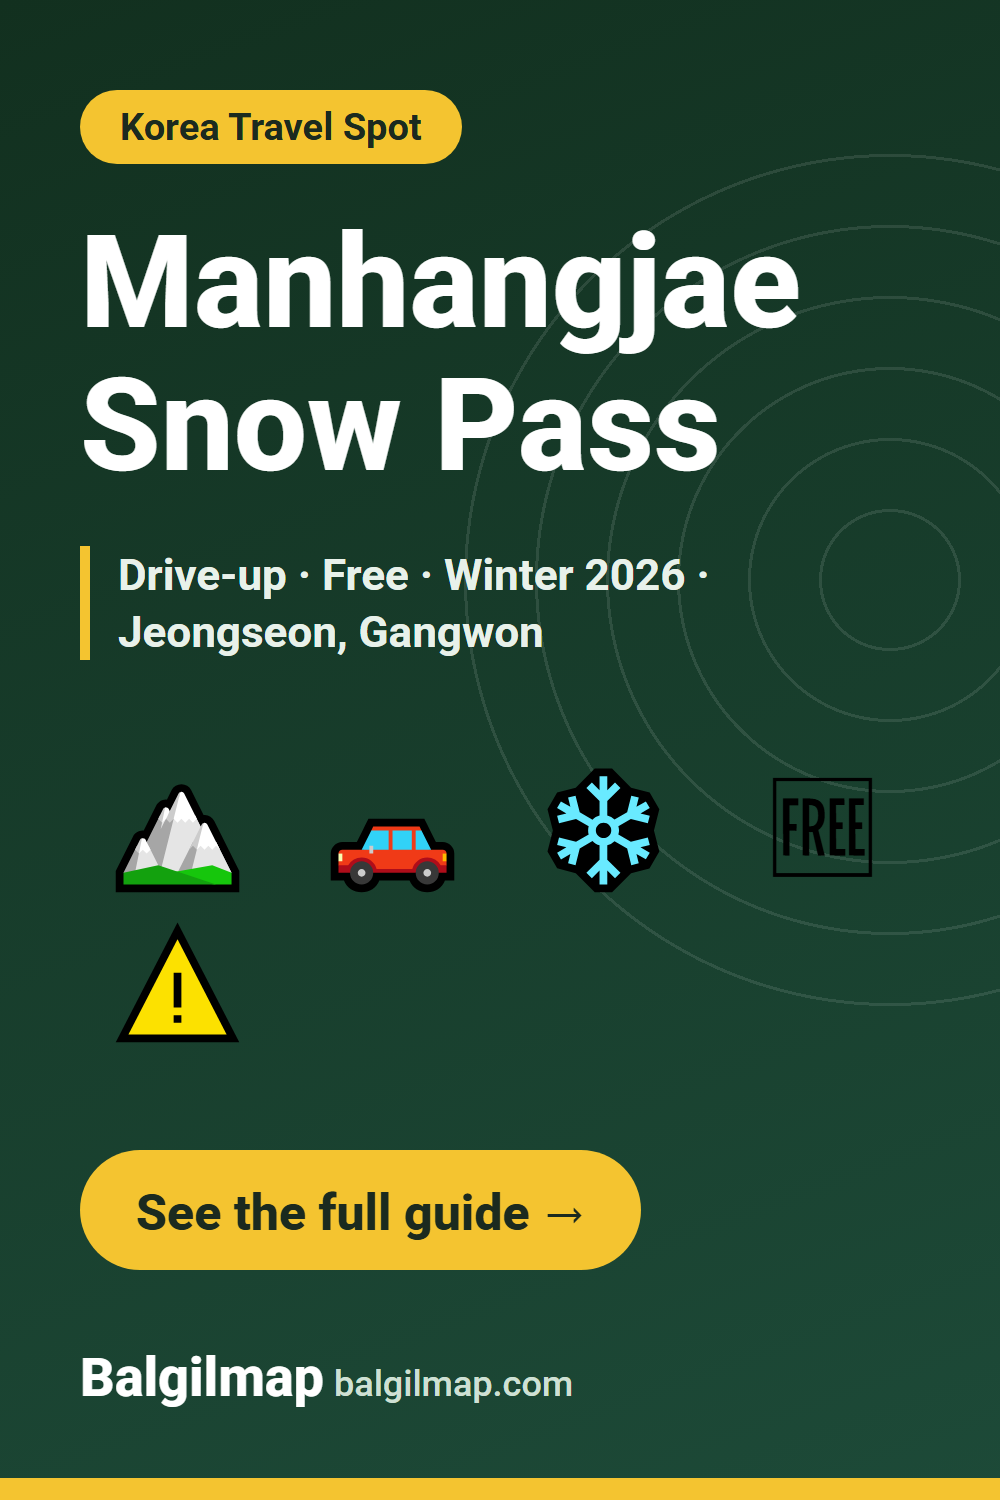 Korea Travel Spot
Manhangjae
Snow Pass
Drive-up · Free · Winter 2026 ·
Jeongseon, Gangwon
FREE
!
See the full guide →
Balgilmap balgilmap.com